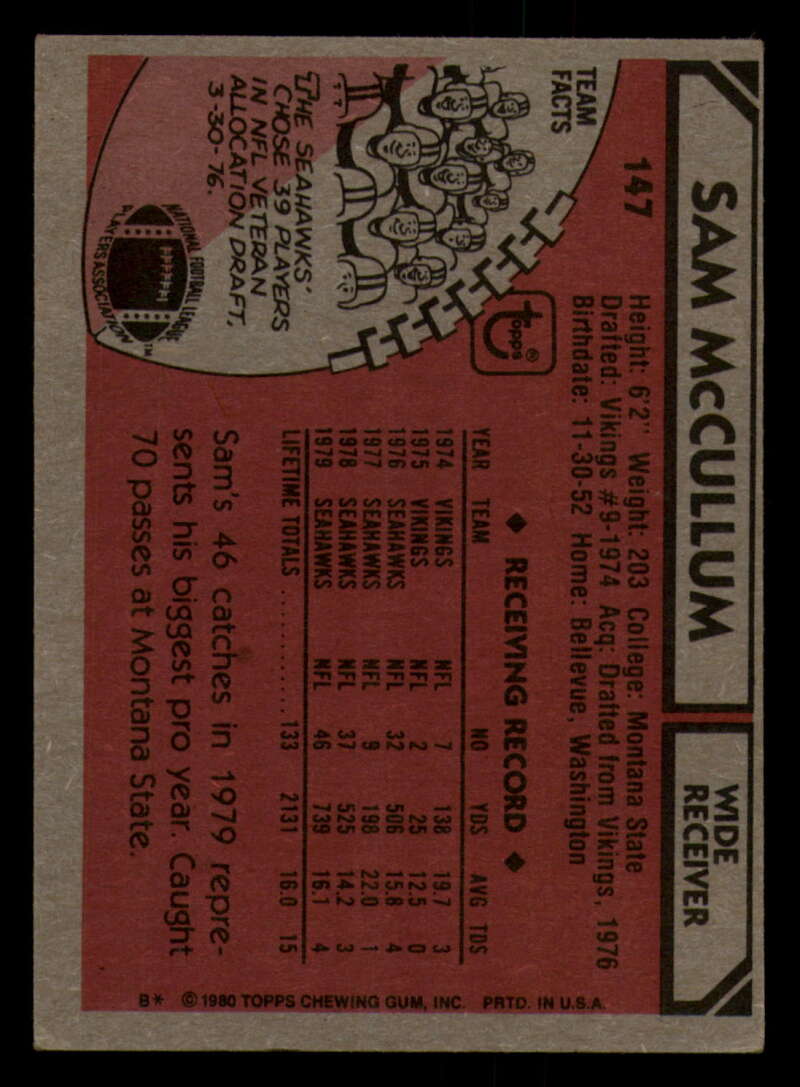 147
SAM McCULLUM
WIDE
RECEIVER
Height: 6'2" Weight: 203 College: Montana State
Drafted: Vikings #9-1974 Acq: Drafted from Vikings, 1976
Birthdate: 11-30-52 Home: Bellevue, Washington
TEAM
FACTS
THE SEAHAWKS'
CHOSE 39 PLAYERS
IN NFL VETERAN
ALLOCATION DRAFT,
3-30-76.
NATIONAL FOOTBALL LEAGUE
PLAYERS ASSOCIATION™
topps®
◆ RECEIVING RECORD ◆
YEAR TEAM NO YDS AVG TDS
1974 VIKINGS NFL 7 138 19.7 3
1975 VIKINGS NFL 2 25 12.5 0
1976 SEAHAWKS NFL 32 506 15.8 4
1977 SEAHAWKS NFL 9 198 22.0 1
1978 SEAHAWKS NFL 37 525 14.2 3
1979 SEAHAWKS NFL 46 739 16.1 4
LIFETIME TOTALS ............ 133 2131 16.0 15
Sam's 46 catches in 1979 repre-
sents his biggest pro year. Caught
70 passes at Montana State.
B* © 1980 TOPPS CHEWING GUM, INC. PRTD. IN U.S.A.